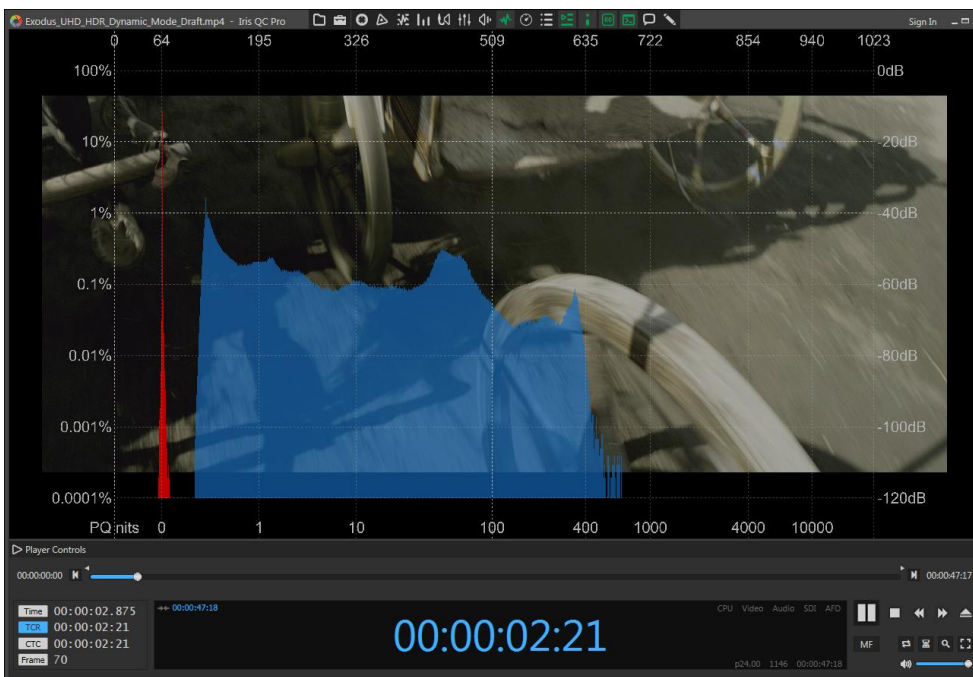 Exodus_UHD_HDR_Dynamic_Mode_Draft.mp4 - Iris QC Pro
Sign In
0 64 195 326 509 635 722 854 940 1023
100% 0dB
10% -20dB
1% -40dB
0.1% -60dB
0.01% -80dB
0.001% -100dB
0.0001% -120dB
PQ nits 0 1 10 100 400 1000 4000 10000
Player Controls
00:00:00:00 00:00:47:17
Time 00:00:02.875
TCR 00:00:02:21
CTC 00:00:02:21
Frame 70
00:00:47:18
CPU Video Audio SDI AFD
00:00:02:21
p24.00 1146 00:00:47:18
MF